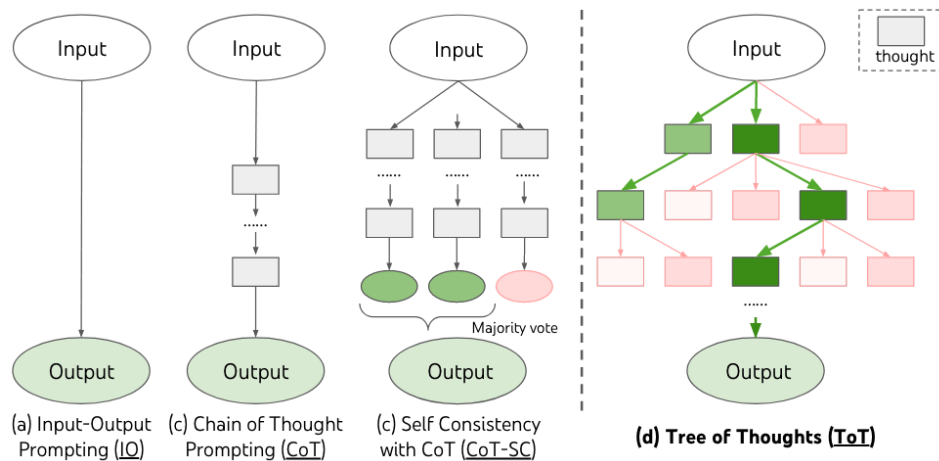 Input
Input
Input
Input
thought
......
......
......
......
......
Majority vote
Output
Output
Output
Output
(a) Input-Output
Prompting (IO)
(c) Chain of Thought
Prompting (CoT)
(c) Self Consistency
with CoT (CoT-SC)
(d) Tree of Thoughts (ToT)